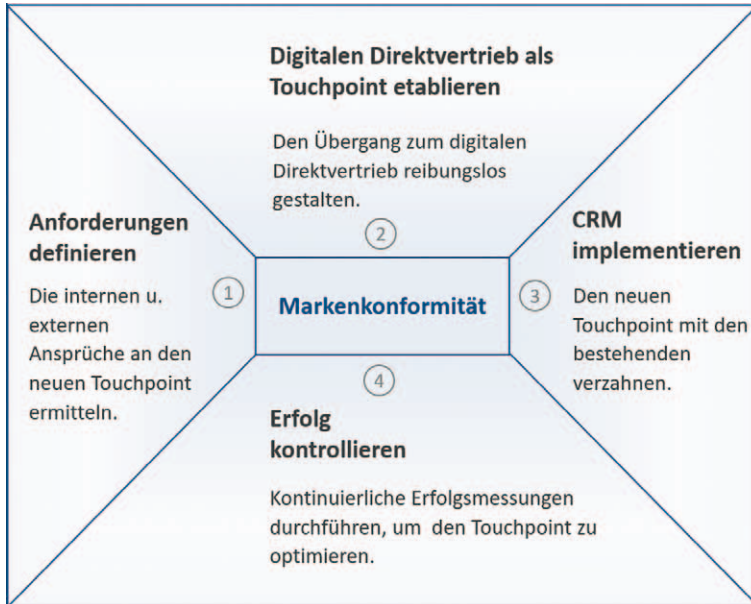 Digitalen Direktvertrieb als
Touchpoint etablieren
Den Übergang zum digitalen
Direktvertrieb reibungslos
gestalten.
2
Anforderungen
definieren
Die internen u.
externen
Ansprüche an den
neuen Touchpoint
ermitteln.
1
Markenkonformität
3
CRM
implementieren
Den neuen
Touchpoint mit den
bestehenden
verzahnen.
4
Erfolg
kontrollieren
Kontinuierliche Erfolgsmessungen
durchführen, um den Touchpoint zu
optimieren.